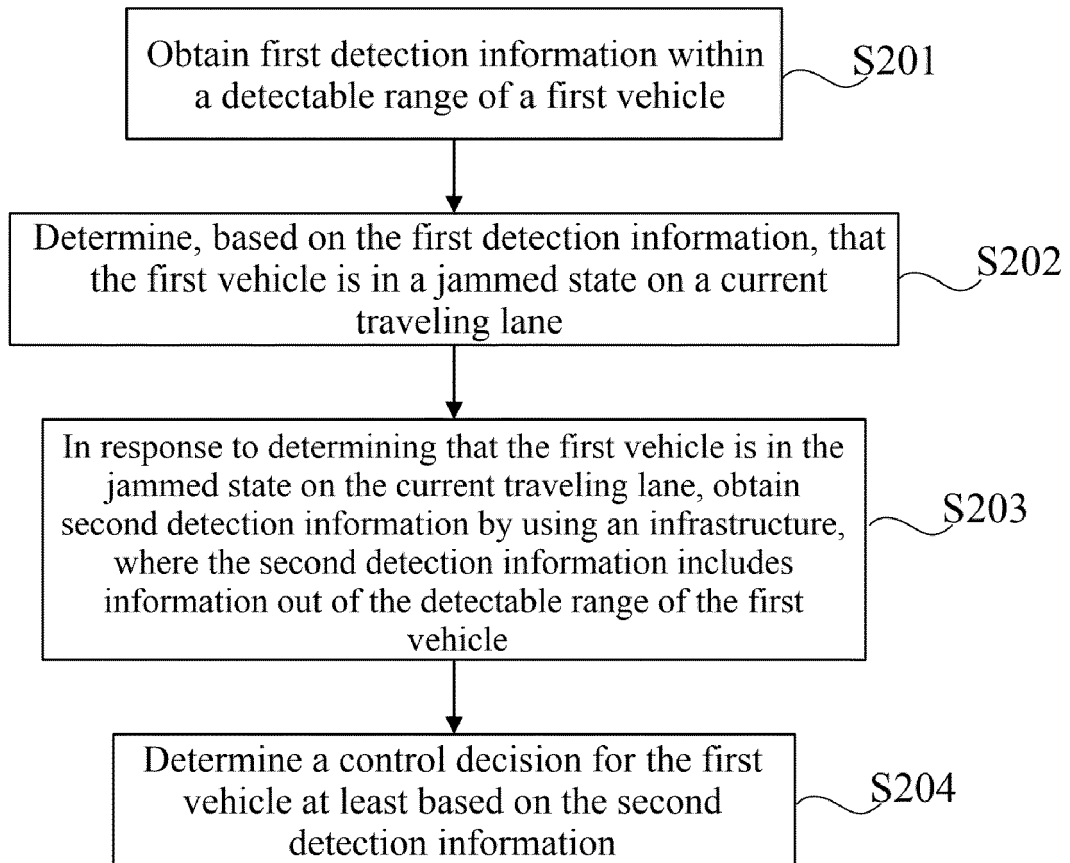 Obtain first detection information within
a detectable range of a first vehicle
S201
Determine, based on the first detection information, that
the first vehicle is in a jammed state on a current
traveling lane
S202
In response to determining that the first vehicle is in the
jammed state on the current traveling lane, obtain
second detection information by using an infrastructure,
where the second detection information includes
information out of the detectable range of the first
vehicle
S203
Determine a control decision for the first
vehicle at least based on the second
detection information
S204